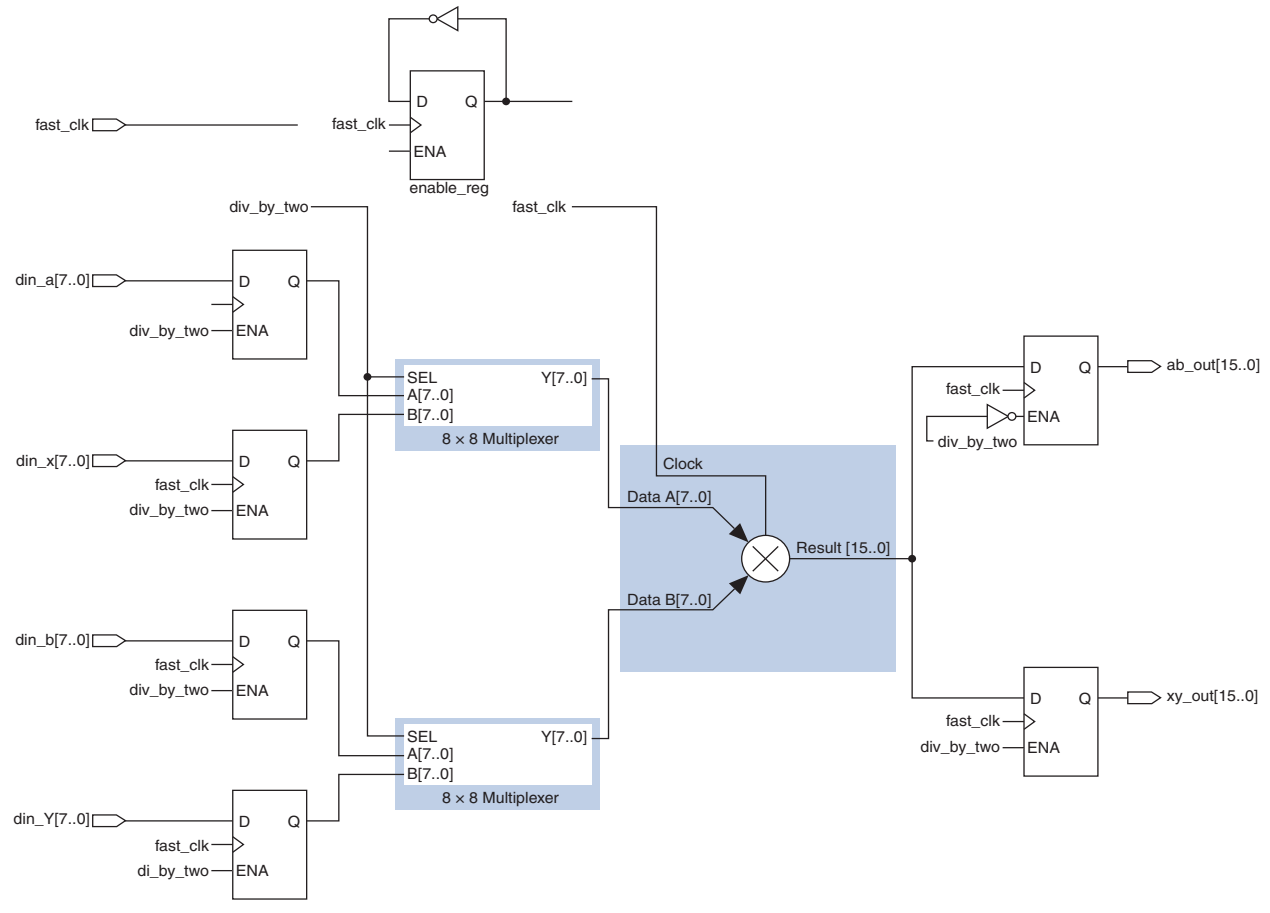 D Q
fast_clk
fast_clk
ENA
enable_reg
div_by_two
fast_clk
din_a[7..0]
D Q
div_by_two
ENA
SEL Y[7..0]
A[7..0]
B[7..0]
8 × 8 Multiplexer
din_x[7..0]
D Q
fast_clk
div_by_two
ENA
D Q
ab_out[15..0]
fast_clk
ENA
div_by_two
Clock
Data A[7..0]
Result [15..0]
Data B[7..0]
din_b[7..0]
D Q
fast_clk
div_by_two
ENA
D Q
xy_out[15..0]
fast_clk
div_by_two
ENA
SEL Y[7..0]
A[7..0]
B[7..0]
8 × 8 Multiplexer
din_Y[7..0]
D Q
fast_clk
di_by_two
ENA